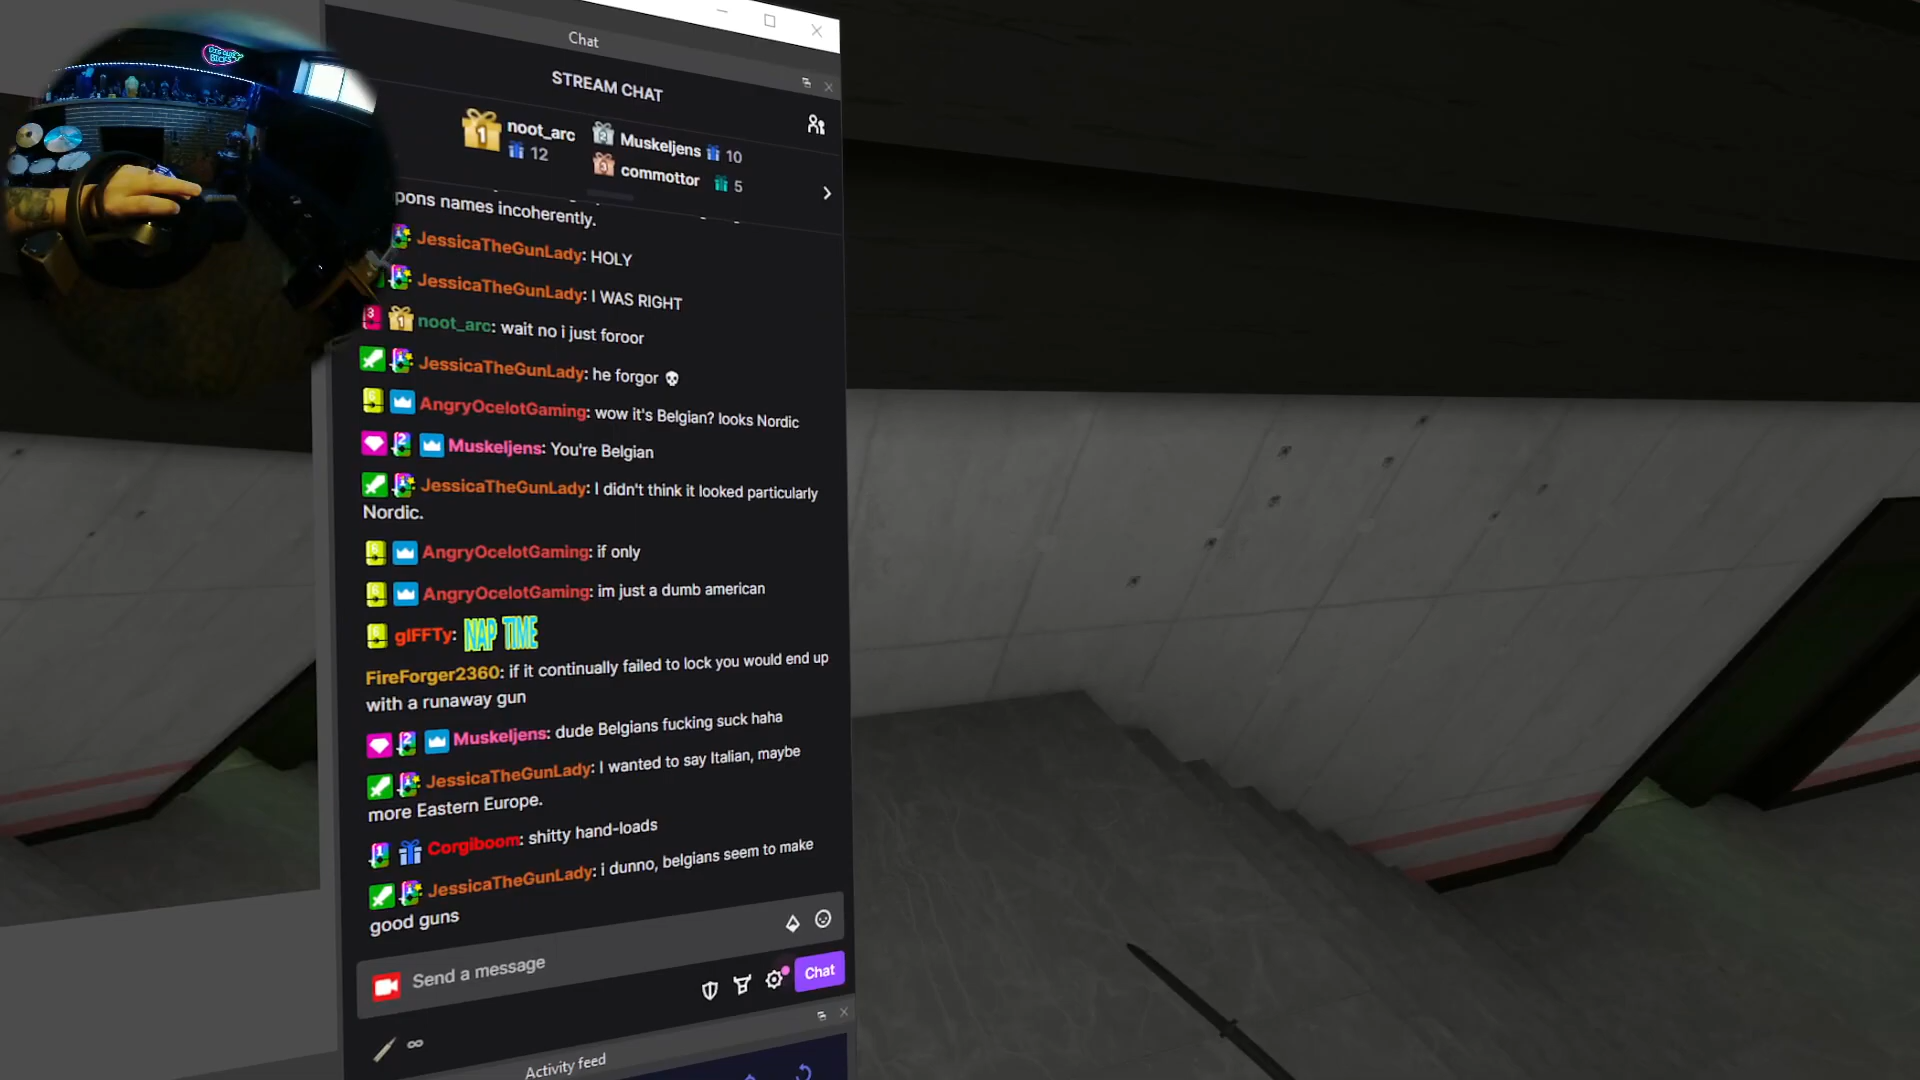 Chat
STREAM CHAT
noot_arc
12
Muskeljens 10
commottor 5
pons names incoherently.
JessicaTheGunLady: HOLY
JessicaTheGunLady: I WAS RIGHT
noot_arc: wait no i just foroor
JessicaTheGunLady: he forgor 💀
AngryOcelotGaming: wow it's Belgian? looks Nordic
Muskeljens: You're Belgian
JessicaTheGunLady: I didn't think it looked particularly
Nordic.
AngryOcelotGaming: if only
AngryOcelotGaming: im just a dumb american
glFFTy: NAP TIME
FireForger2360: if it continually failed to lock you would end up
with a runaway gun
Muskeljens: dude Belgians fucking suck haha
JessicaTheGunLady: I wanted to say Italian, maybe
more Eastern Europe.
Corgiboom: shitty hand-loads
JessicaTheGunLady: i dunno, belgians seem to make
good guns
Send a message
Chat
∞
Activity feed